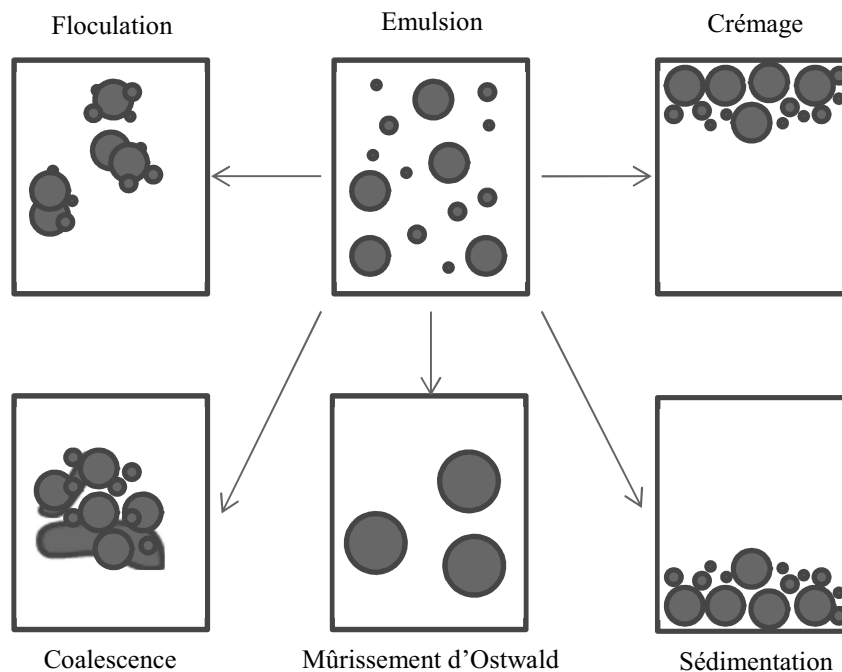 Floculation
Emulsion
Crémage
Coalescence
Mûrissement d’Ostwald
Sédimentation